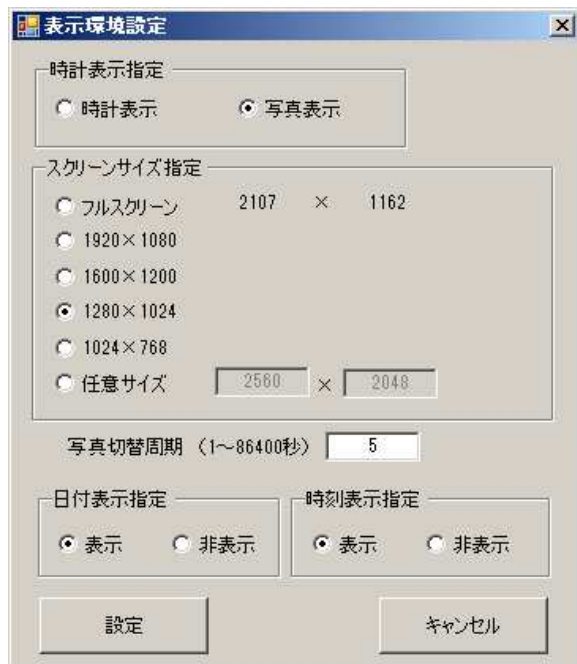 表示環境設定
時計表示指定
時計表示 写真表示
スクリーンサイズ指定
フルスクリーン 2107 × 1162
1920×1080
1600×1200
1280×1024
1024×768
任意サイズ 2560 × 2048
写真切替周期 (1～86400秒) 5
日付表示指定 時刻表示指定
表示 非表示 表示 非表示
設定 キャンセル